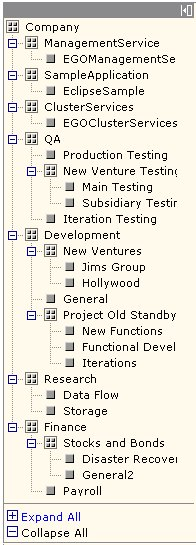 Company
ManagementService
EGOManagementSe
SampleApplication
EclipseSample
ClusterServices
EGOClusterServices
QA
Production Testing
New Venture Testing
Main Testing
Subsidiary Testin
Iteration Testing
Development
New Ventures
Jims Group
Hollywood
General
Project Old Standby
New Functions
Functional Devel
Iterations
Research
Data Flow
Storage
Finance
Stocks and Bonds
Disaster Recover
General2
Payroll
Expand All
Collapse All